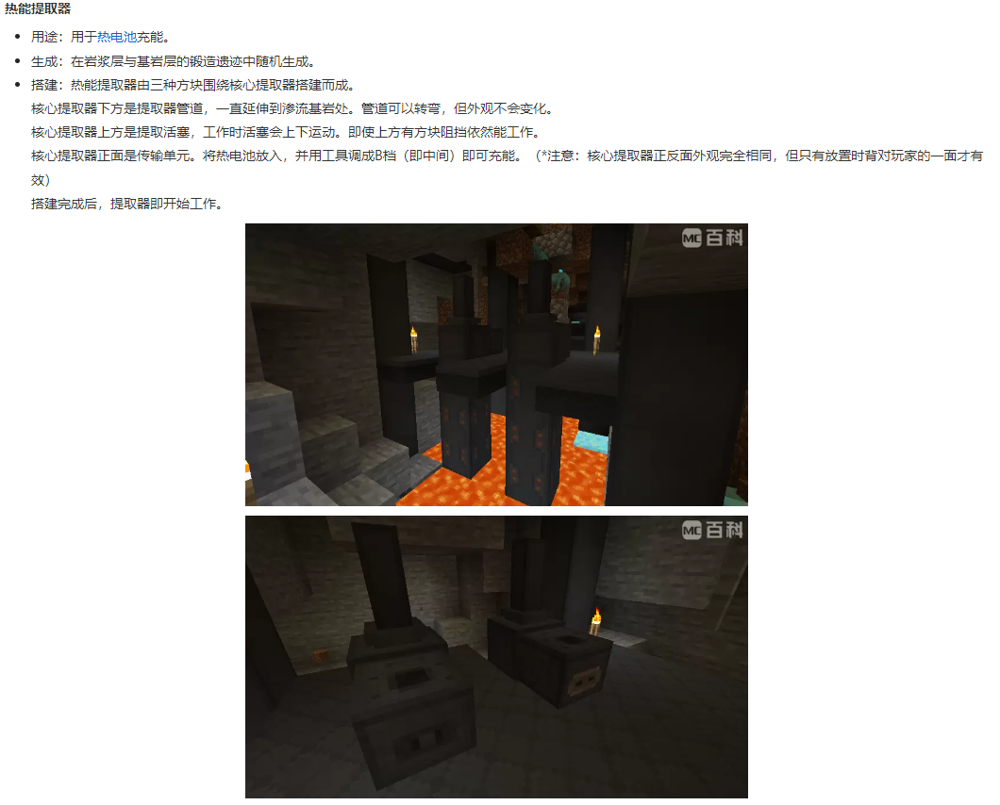 热能提取器
用途：用于热电池充能。
生成：在岩浆层与基岩层的锻造遗迹中随机生成。
搭建：热能提取器由三种方块围绕核心提取器搭建而成。
核心提取器下方是提取器管道，一直延伸到渗流基岩处。管道可以转弯，但外观不会变化。
核心提取器上方是提取活塞，工作时活塞会上下运动。即使上方有方块阻挡依然能工作。
核心提取器正面是传输单元。将热电池放入，并用工具调成B档（即中间）即可充能。（*注意：核心提取器正反面外观完全相同，但只有放置时背对玩家的一面才有
效）
搭建完成后，提取器即开始工作。
MC百科
MC百科